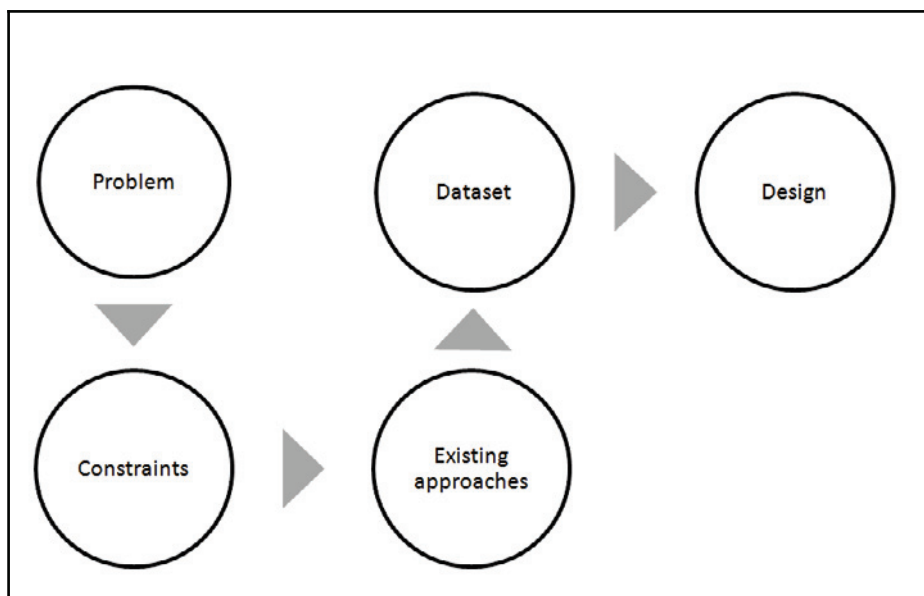 Problem
Dataset
Design
Constraints
Existing
approaches